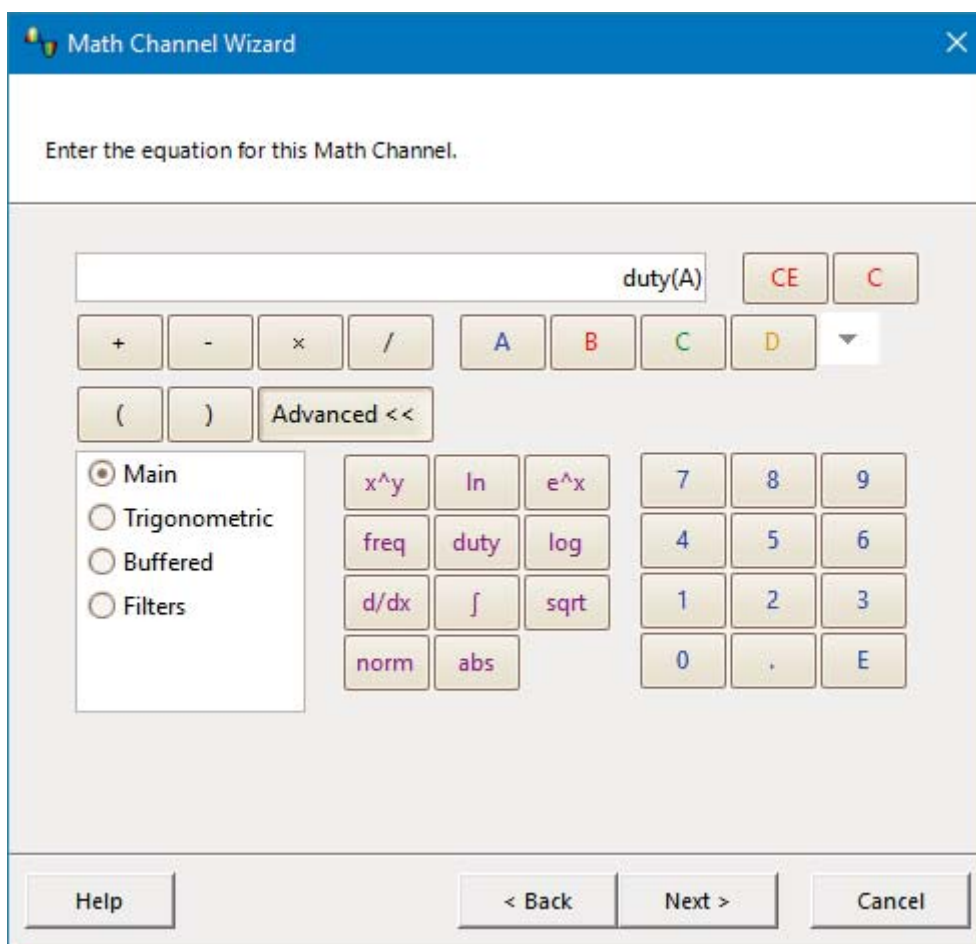 Math Channel Wizard
Enter the equation for this Math Channel.
duty(A) CE C
+ - × / A B C D
( ) Advanced <<
Main
Trigonometric
Buffered
Filters
x^y ln e^x
freq duty log
d/dx ∫ sqrt
norm abs
7 8 9
4 5 6
1 2 3
0 . E
Help < Back Next > Cancel